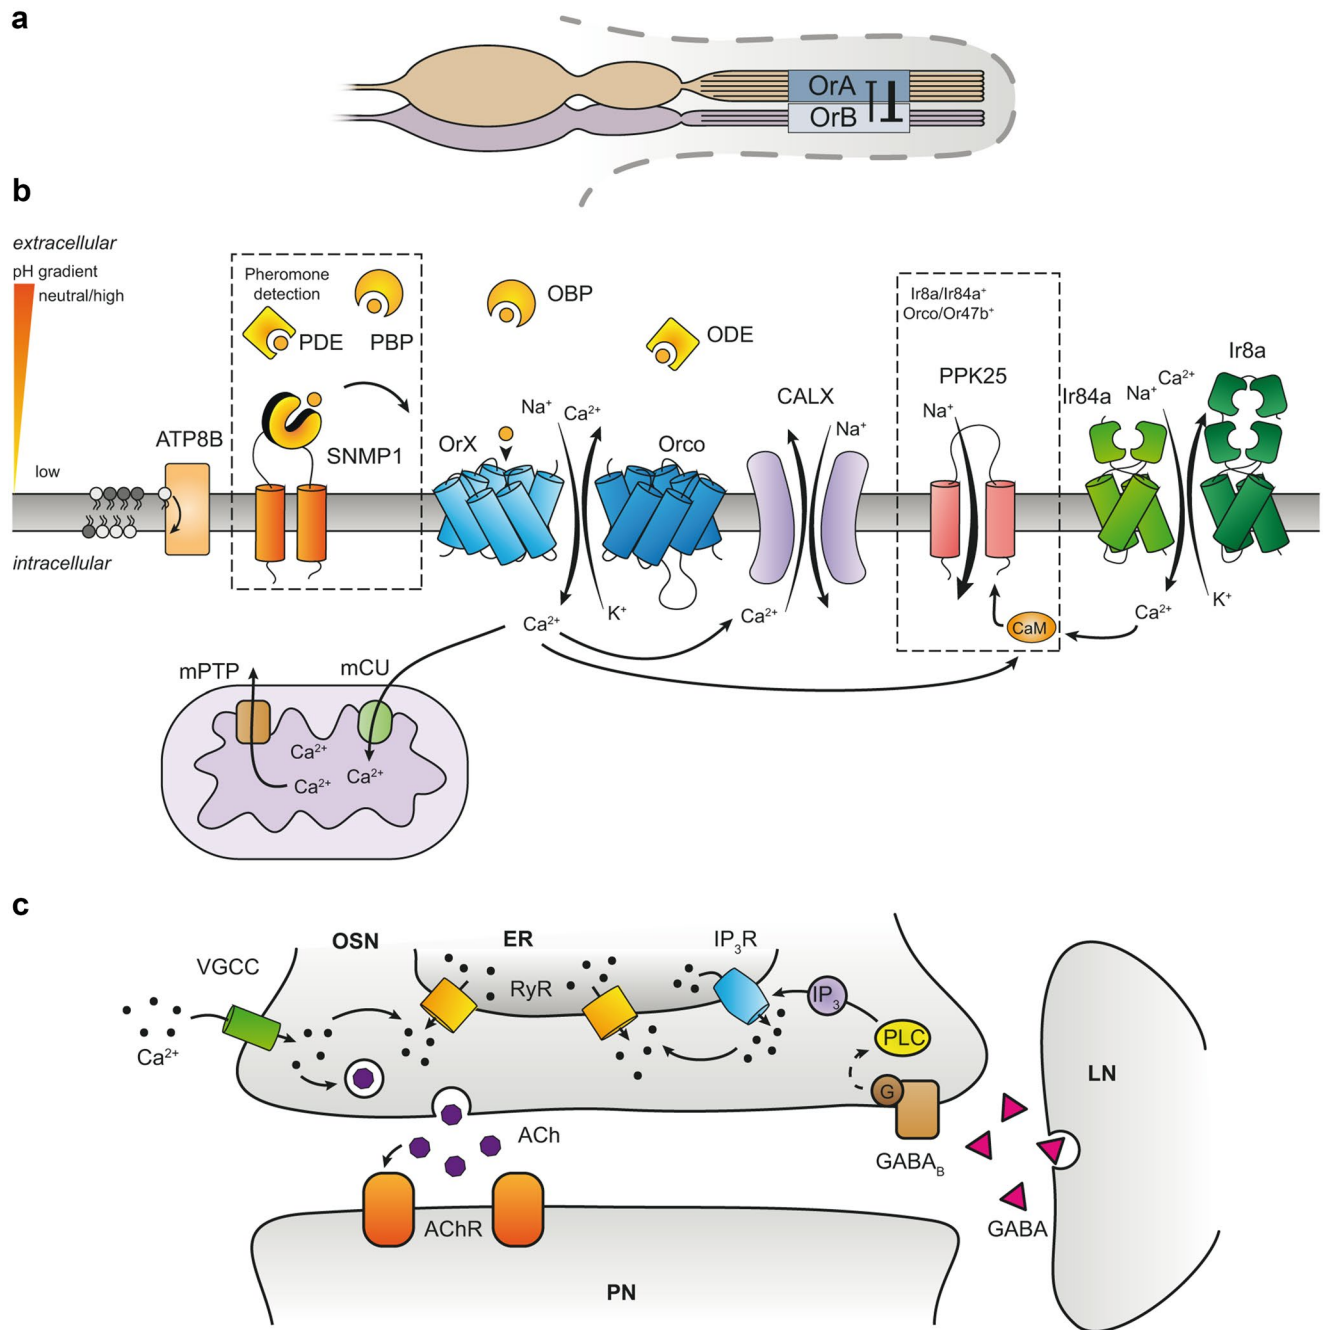 a
OrA
OrB
b
extracellular
pH gradient
neutral/high
low
intracellular
ATP8B
Pheromone
detection
PDE
PBP
SNMP1
OBP
ODE
OrX
Na⁺
Ca²⁺
Orco
CALX
Na⁺
Ir8a/Ir84a⁺
Orco/Or47b⁺
PPK25
Na⁺
Ir84a
Na⁺
Ca²⁺
Ir8a
Ca²⁺
K⁺
Ca²⁺
CaM
Ca²⁺
K⁺
mPTP
mCU
Ca²⁺
Ca²⁺
Ca²⁺
c
OSN
ER
IP₃R
VGCC
RyR
IP₃
Ca²⁺
PLC
G
LN
ACh
GABA_B
AChR
GABA
PN